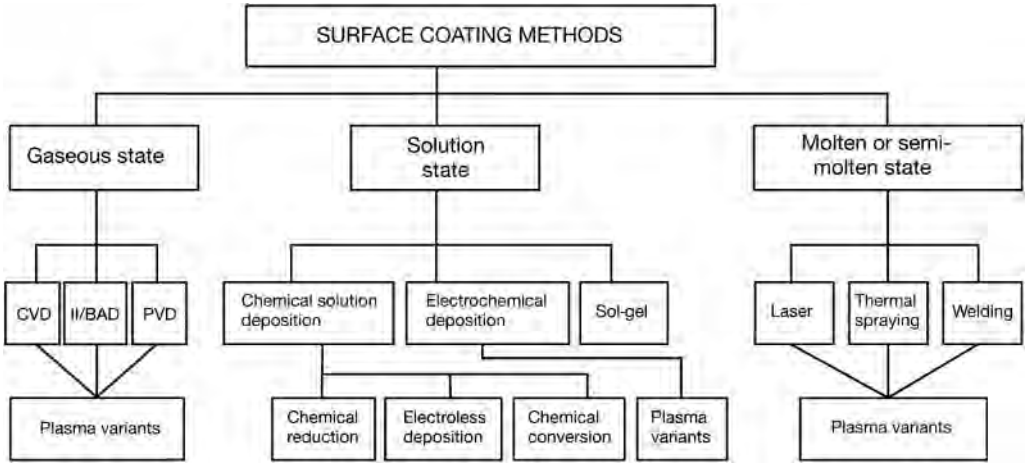 SURFACE COATING METHODS
Gaseous state
Solution
state
Molten or semi-
molten state
CVD
II/BAD
PVD
Chemical solution
deposition
Electrochemical
deposition
Sol-gel
Laser
Thermal
spraying
Welding
Plasma variants
Chemical
reduction
Electroless
deposition
Chemical
conversion
Plasma
variants
Plasma variants